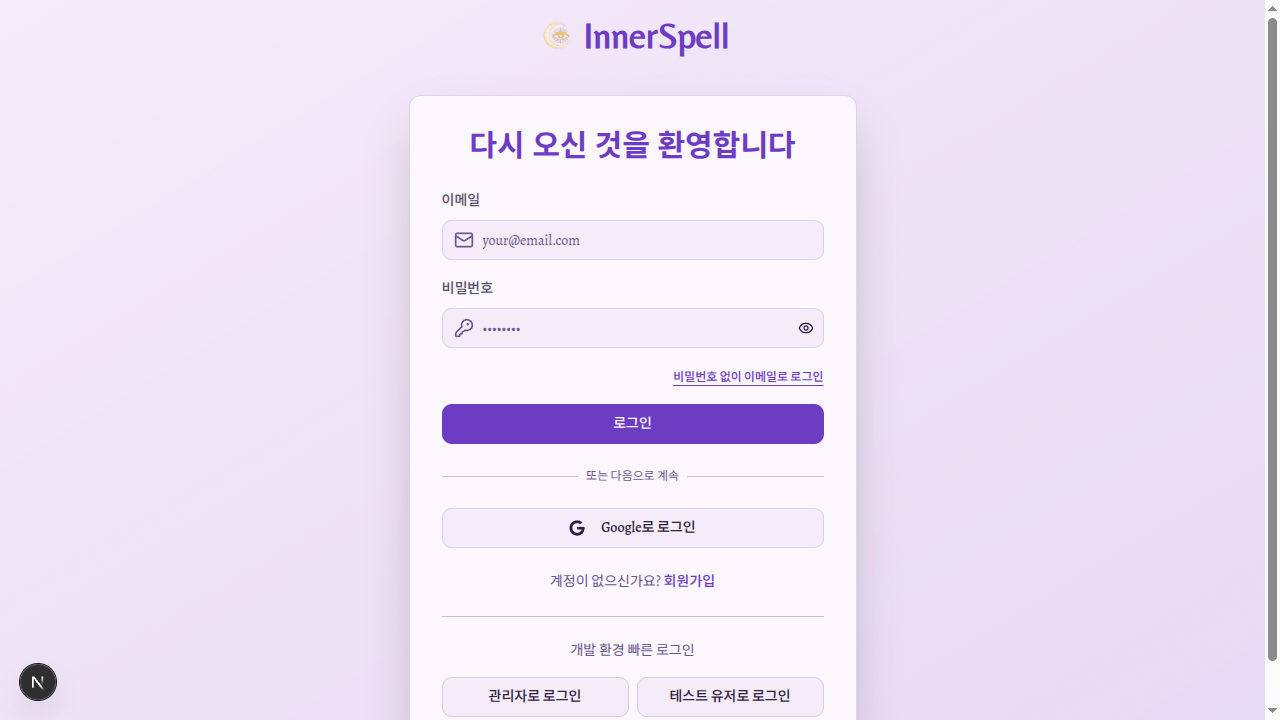 InnerSpell
다시 오신 것을 환영합니다
이메일
your@email.com
비밀번호
••••••••
비밀번호 없이 이메일로 로그인
로그인
또는 다음으로 계속
Google로 로그인
계정이 없으신가요? 회원가입
개발 환경 빠른 로그인
관리자로 로그인
테스트 유저로 로그인
N